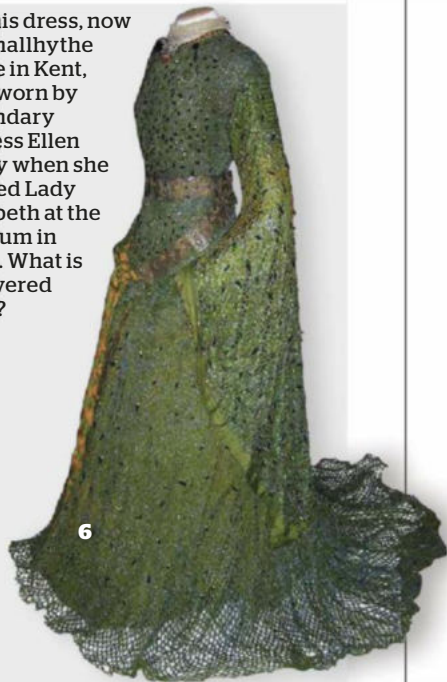 his dress, now
nallhythe
e in Kent,
worn by
ndary
ess Ellen
y when she
ed Lady
beth at the
um in
. What is
vered
?
6